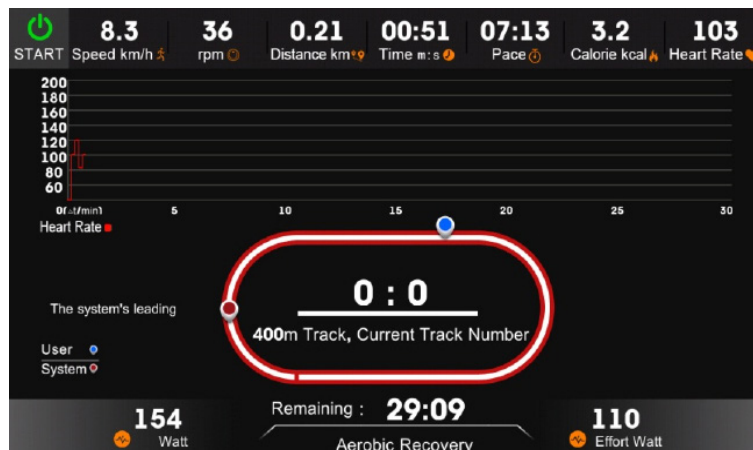 START
8.3
Speed km/h
36
rpm
0.21
Distance km
00:51
Time m:s
07:13
Pace
3.2
Calorie kcal
103
Heart Rate
200
180
160
140
120
100
80
60
0(⊿t/min) 5 10 15 20 25 30
Heart Rate
0 : 0
The system's leading
400m Track, Current Track Number
User
System
Remaining : 29:09
154
Watt
Aerobic Recovery
110
Effort Watt